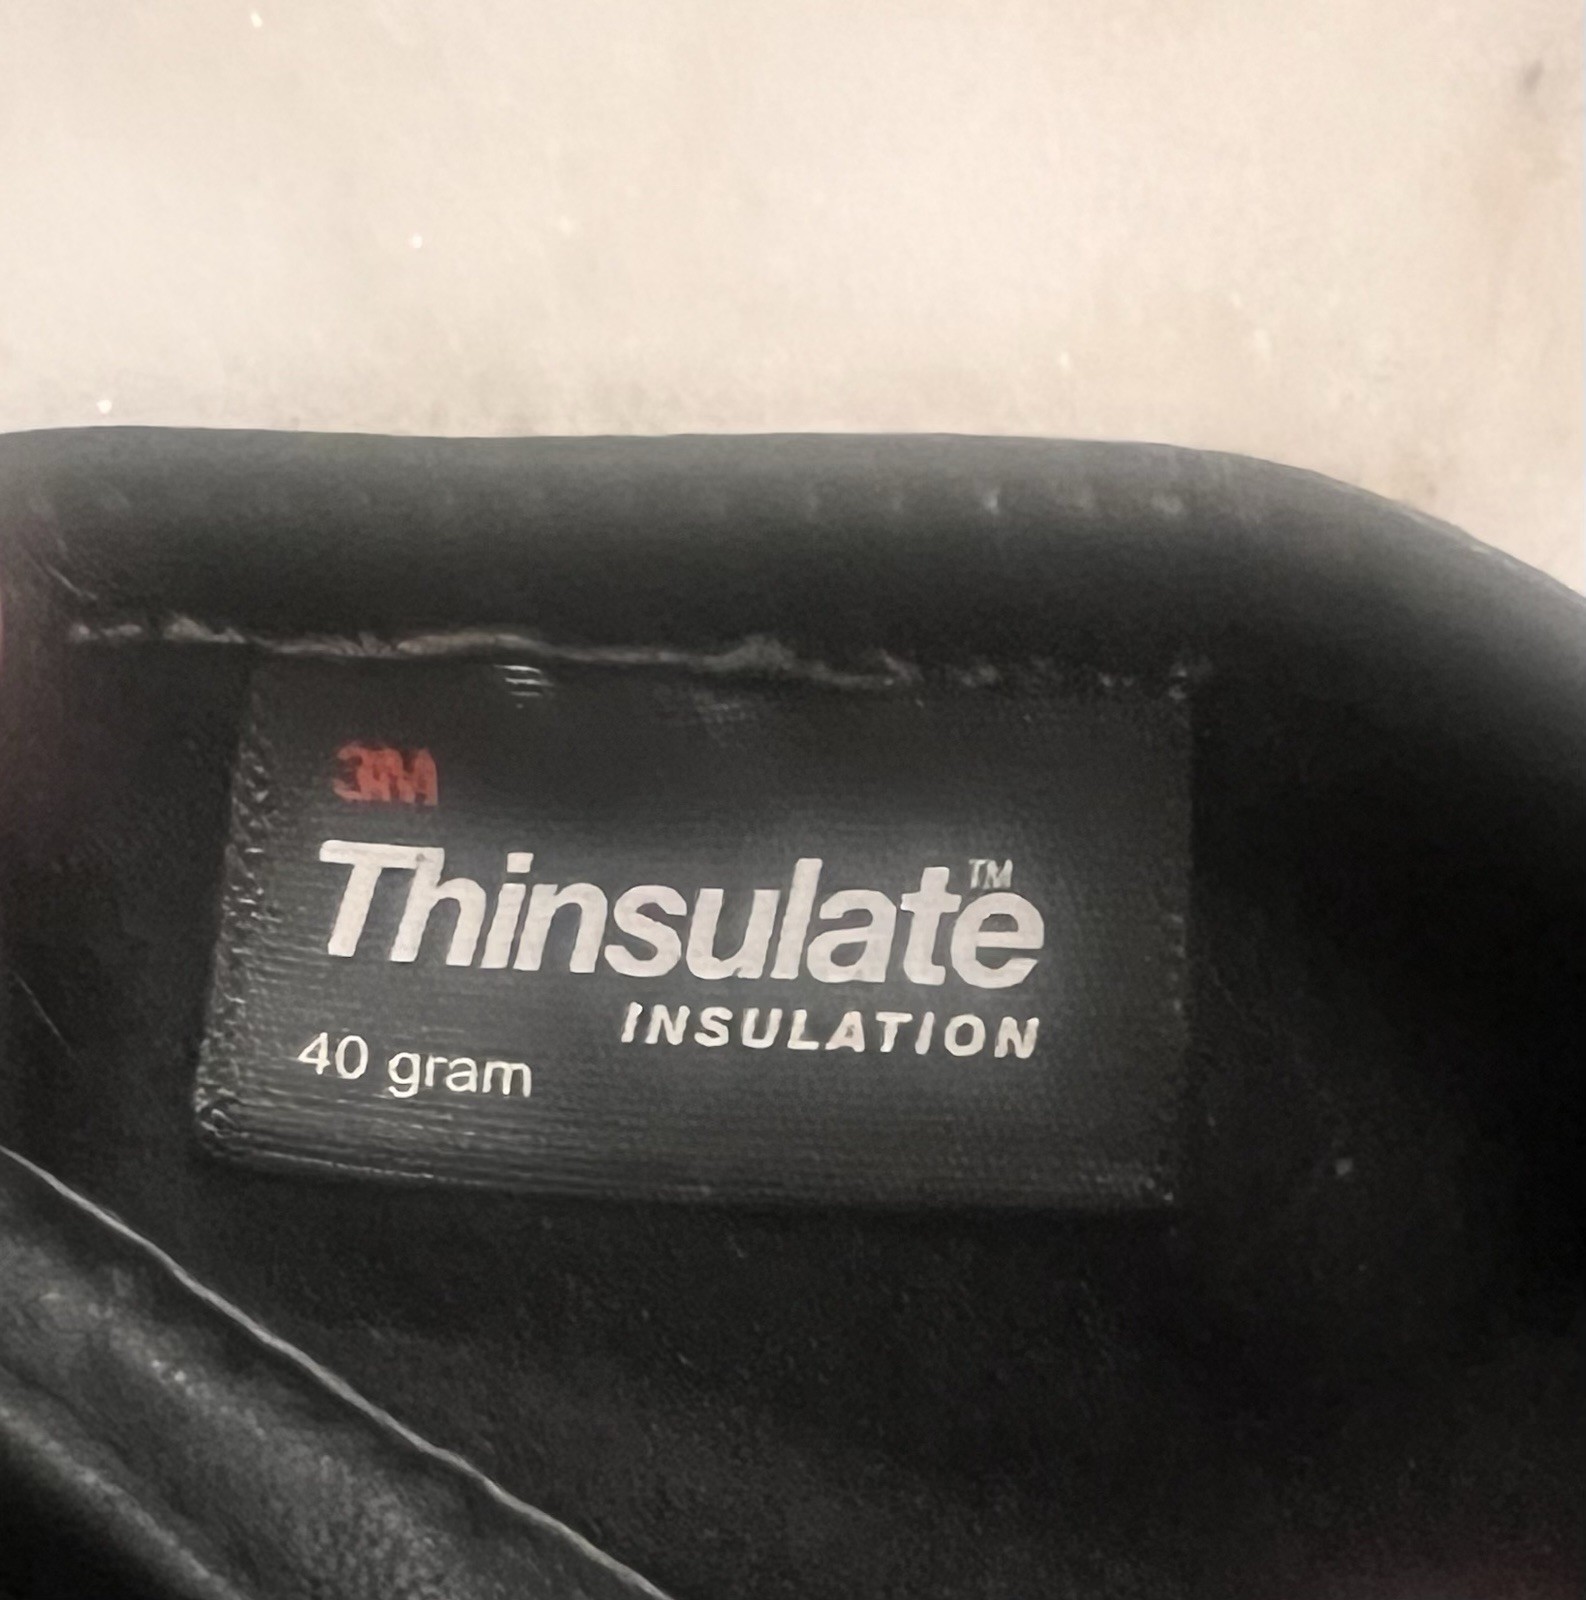 3M
Thinsulate™
INSULATION
40 gram